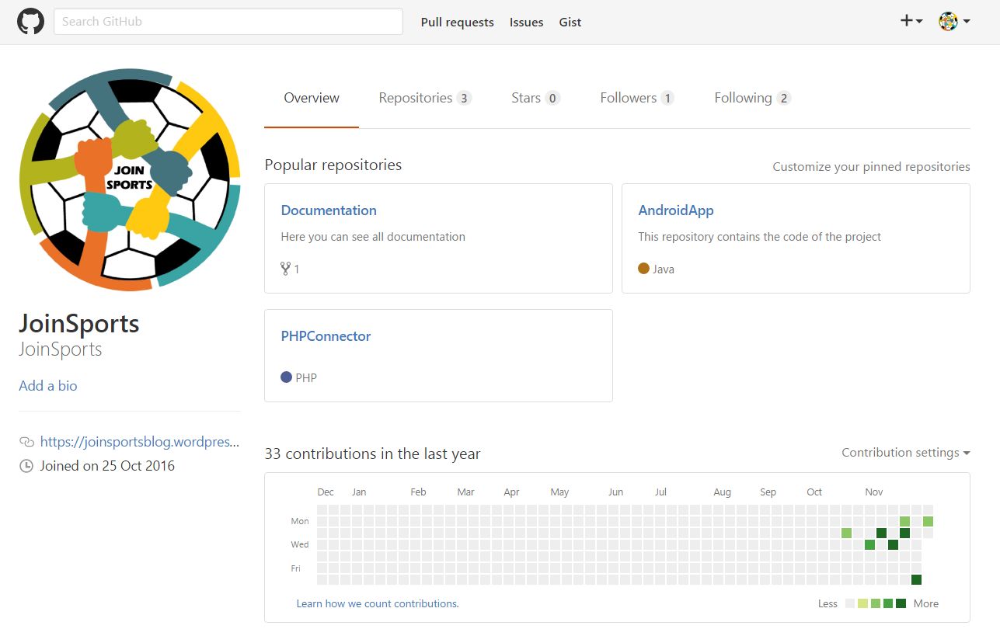 Search GitHub Pull requests Issues Gist
Overview Repositories 3 Stars 0 Followers 1 Following 2
JOIN
SPORTS
JoinSports
JoinSports
Add a bio
https://joinsportsblog.wordpres...
Joined on 25 Oct 2016
Popular repositories Customize your pinned repositories
Documentation
Here you can see all documentation
1
AndroidApp
This repository contains the code of the project
Java
PHPConnector
PHP
33 contributions in the last year Contribution settings
Dec Jan Feb Mar Apr May Jun Jul Aug Sep Oct Nov
Mon
Wed
Fri
Learn how we count contributions. Less More